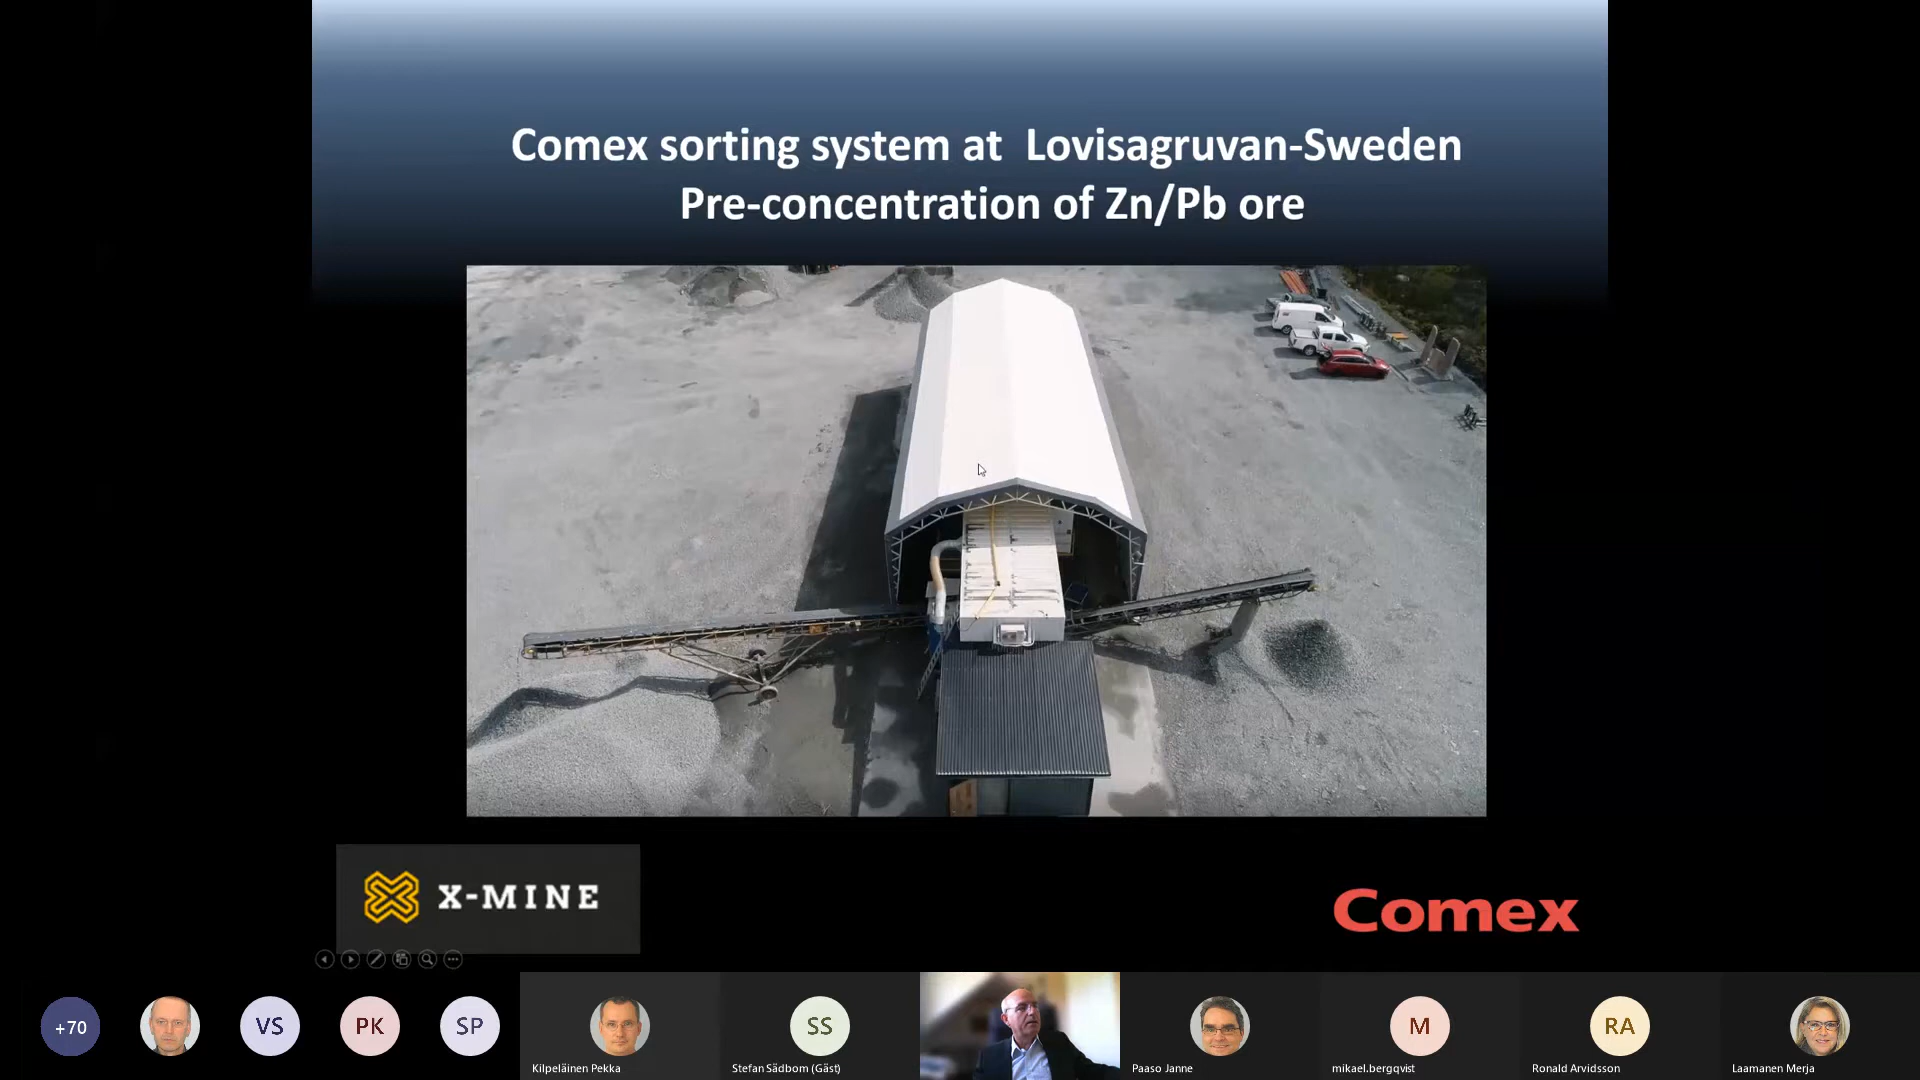 Comex sorting system at Lovisagruvan-Sweden
Pre-concentration of Zn/Pb ore
X-MINE
Comex
+70
VS
PK
SP
SS
M
RA
Kilpeläinen Pekka
Stefan Sädbom (Gäst)
Paaso Janne
mikael.bergqvist
Ronald Arvidsson
Laamanen Merja